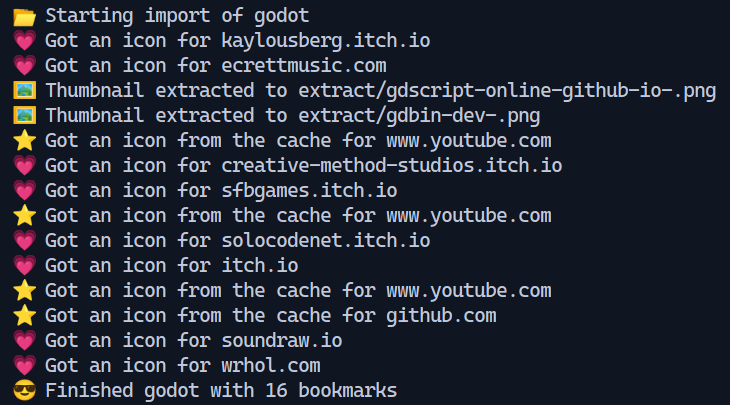 📂 Starting import of godot
💗 Got an icon for kaylousberg.itch.io
💗 Got an icon for ecrettmusic.com
🖼️ Thumbnail extracted to extract/gdscript-online-github-io-.png
🖼️ Thumbnail extracted to extract/gdbin-dev-.png
⭐ Got an icon from the cache for www.youtube.com
💗 Got an icon for creative-method-studios.itch.io
💗 Got an icon for sfbgames.itch.io
⭐ Got an icon from the cache for www.youtube.com
💗 Got an icon for solocodenet.itch.io
💗 Got an icon for itch.io
⭐ Got an icon from the cache for www.youtube.com
⭐ Got an icon from the cache for github.com
💗 Got an icon for soundraw.io
💗 Got an icon for wrhol.com
😎 Finished godot with 16 bookmarks